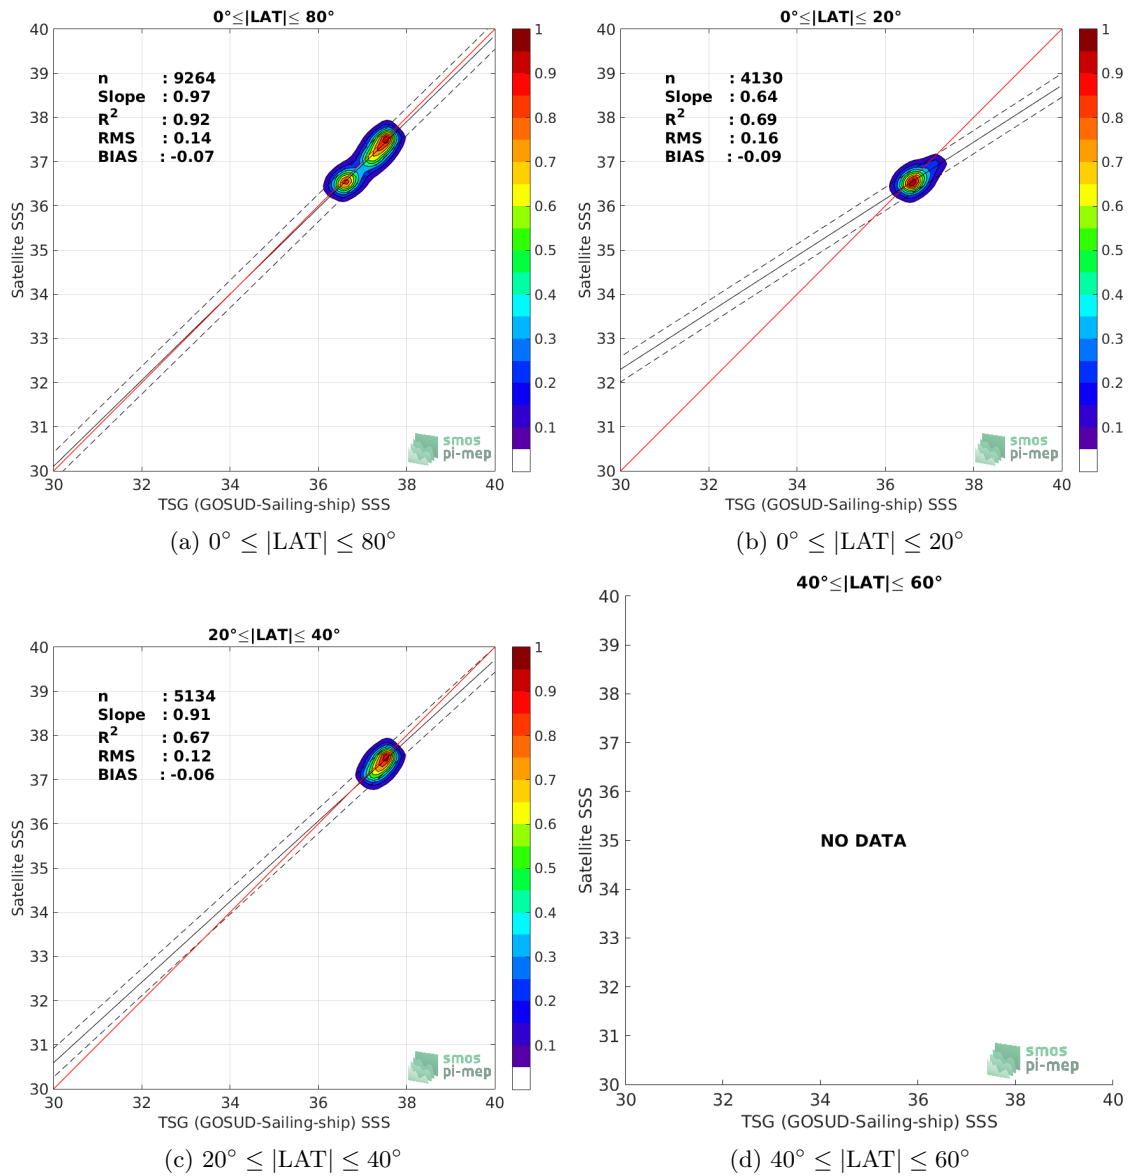 0°≤|LAT|≤ 80°
40
39
38
37
36
35
34
33
32
31
30
Satellite SSS
n : 9264
Slope : 0.97
R2 : 0.92
RMS : 0.14
BIAS : -0.07
1
0.9
0.8
0.7
0.6
0.5
0.4
0.3
0.2
0.1
smos
pi-mep
30 32 34 36 38 40
TSG (GOSUD-Sailing-ship) SSS
(a) 0° ≤ |LAT| ≤ 80°
0°≤|LAT|≤ 20°
40
39
38
37
36
35
34
33
32
31
30
Satellite SSS
n : 4130
Slope : 0.64
R2 : 0.69
RMS : 0.16
BIAS : -0.09
1
0.9
0.8
0.7
0.6
0.5
0.4
0.3
0.2
0.1
smos
pi-mep
30 32 34 36 38 40
TSG (GOSUD-Sailing-ship) SSS
(b) 0° ≤ |LAT| ≤ 20°
20°≤|LAT|≤ 40°
40
39
38
37
36
35
34
33
32
31
30
Satellite SSS
n : 5134
Slope : 0.91
R2 : 0.67
RMS : 0.12
BIAS : -0.06
1
0.9
0.8
0.7
0.6
0.5
0.4
0.3
0.2
0.1
smos
pi-mep
30 32 34 36 38 40
TSG (GOSUD-Sailing-ship) SSS
(c) 20° ≤ |LAT| ≤ 40°
40°≤|LAT|≤ 60°
40
39
38
37
36
35
34
33
32
31
30
Satellite SSS
NO DATA
smos
pi-mep
30 32 34 36 38 40
TSG (GOSUD-Sailing-ship) SSS
(d) 40° ≤ |LAT| ≤ 60°